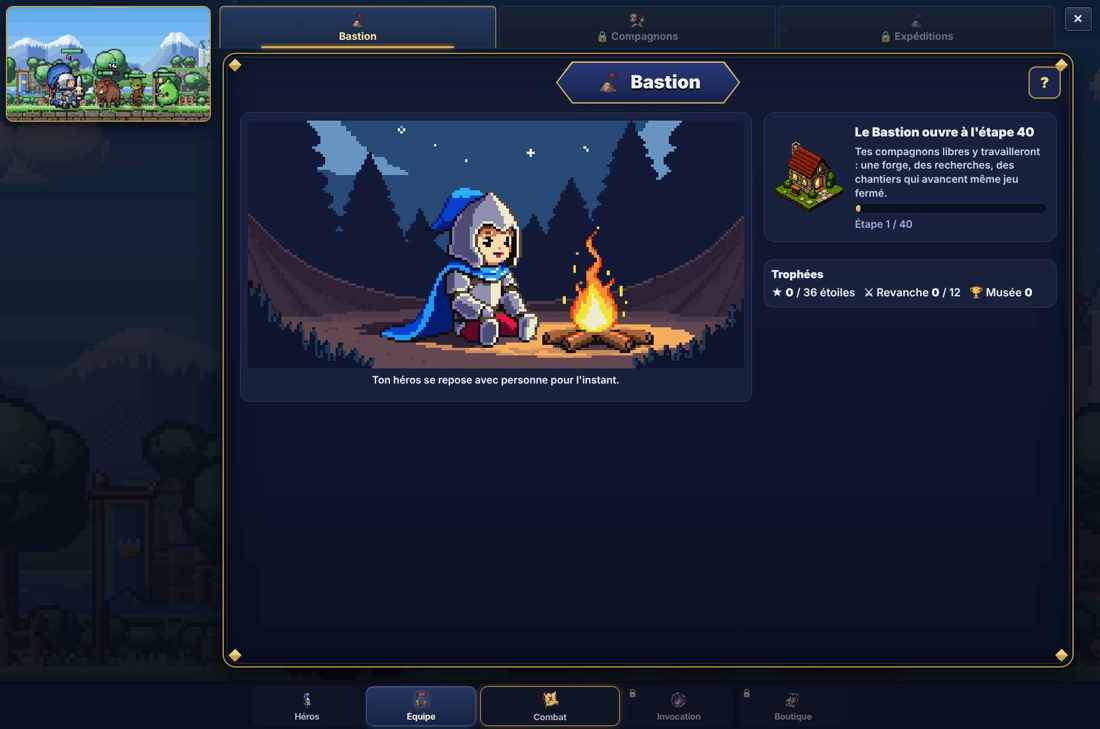 Bastion
Compagnons
Expéditions
Bastion
?
Le Bastion ouvre à l'étape 40
Tes compagnons libres y travailleront
: une forge, des recherches, des
chantiers qui avancent même jeu
fermé.
Étape 1 / 40
Trophées
★ 0 / 36 étoiles ⚔ Revanche 0 / 12 🏆 Musée 0
Ton héros se repose avec personne pour l'instant.
Héros
Équipe
Combat
Invocation
Boutique